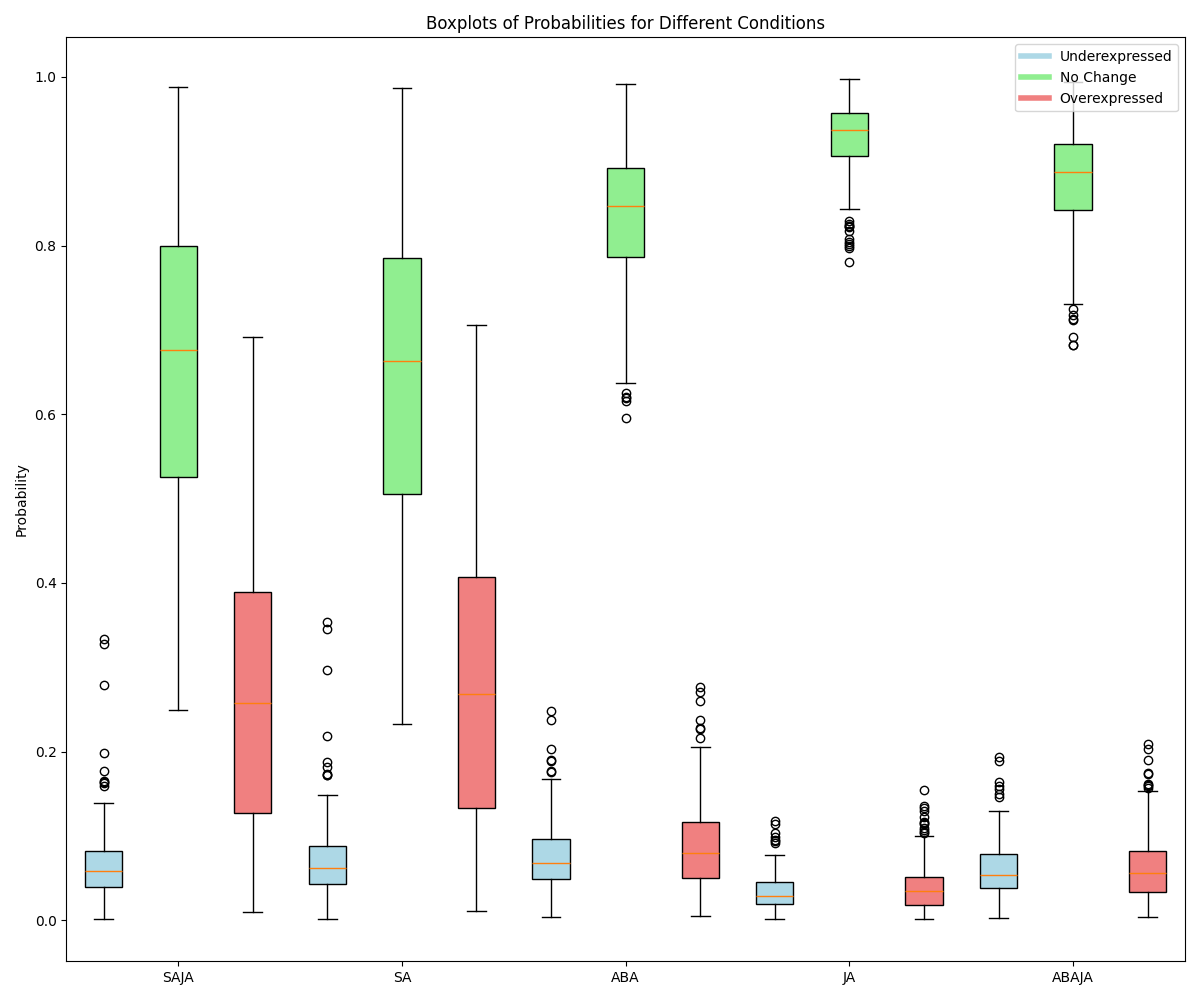 Boxplots of Probabilities for Different Conditions
Underexpressed
No Change
Overexpressed
Probability
1.0
0.8
0.6
0.4
0.2
0.0
SAJA SA ABA JA ABAJA